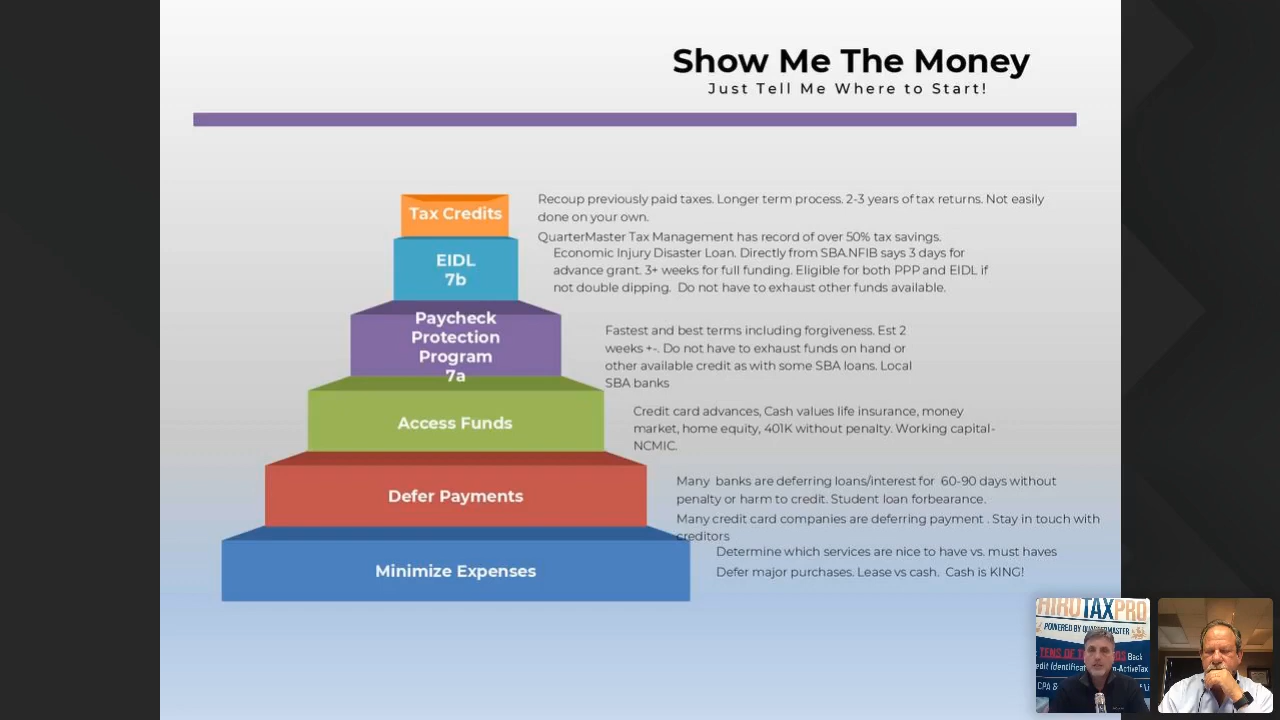 Show Me The Money
Just Tell Me Where to Start!
Tax Credits
Recoup previously paid taxes. Longer term process. 2-3 years of tax returns. Not easily
done on your own.
QuarterMaster Tax Management has record of over 50% tax savings.
EIDL
7b
Economic Injury Disaster Loan. Directly from SBA.NFIB says 3 days for
advance grant. 3+ weeks for full funding. Eligible for both PPP and EIDL if
not double dipping.  Do not have to exhaust other funds available.
Paycheck
Protection
Program
7a
Fastest and best terms including forgiveness. Est 2
weeks +-. Do not have to exhaust funds on hand or
other available credit as with some SBA loans. Local
SBA banks
Access Funds
Credit card advances, Cash values life insurance, money
market, home equity, 401K without penalty. Working capital-
NCMIC.
Defer Payments
Many  banks are deferring loans/interest for  60-90 days without
penalty or harm to credit. Student loan forbearance.
Many credit card companies are deferring payment . Stay in touch with
creditors
Minimize Expenses
Determine which services are nice to have vs. must haves
Defer major purchases. Lease vs cash.  Cash is KING!
TAXPRO
POWERED BY
TENS OF
Back
CPA &